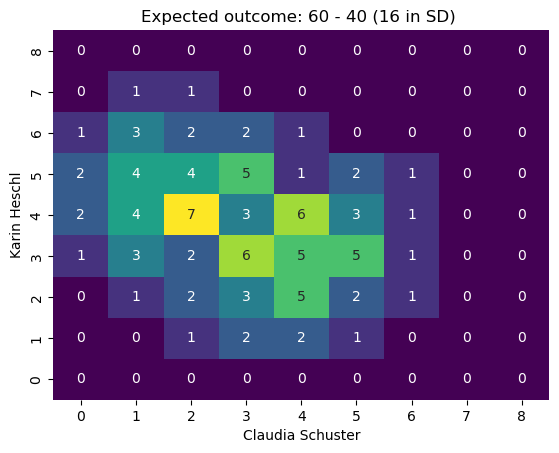 Expected outcome: 60 - 40 (16 in SD)
8 0 0 0 0 0 0 0 0 0
7 0 1 1 0 0 0 0 0 0
6 1 3 2 2 1 0 0 0 0
5 2 4 4 5 1 2 1 0 0
4 2 4 7 3 6 3 1 0 0
3 1 3 2 6 5 5 1 0 0
2 0 1 2 3 5 2 1 0 0
1 0 0 1 2 2 1 0 0 0
0 0 0 0 0 0 0 0 0 0
Karin Heschl
0 1 2 3 4 5 6 7 8
Claudia Schuster